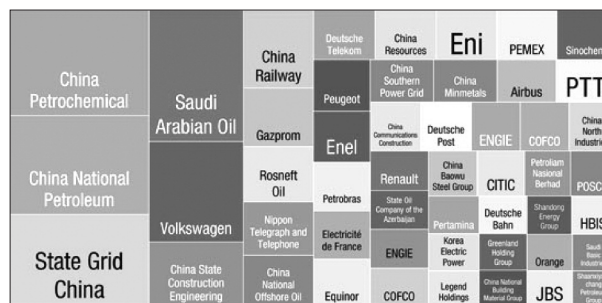 China
Petrochemical
China National
Petroleum
State Grid
China
Saudi
Arabian Oil
Volkswagen
China State
Construction
Engineering
China
Railway
Gazprom
Rosneft
Oil
Nippon
Telegraph and
Telephone
China
National
Offshore Oil
Deutsche
Telekom
Peugeot
Enel
Petrobras
Electricité
de France
Equinor
China
Resources
Eni
PEMEX
Sinochem
China
Southern
Power Grid
China
Minmetals
Airbus
PTT
China
Communications
Construction
Deutsche
Post
ENGIE
COFCO
China
North
Industries
Renault
China
Baowu
Steel Group
CITIC
Petroliam
Nasional
Berhad
POSCO
State Oil
Company of the
Azerbaijan
Pertamina
Deutsche
Bahn
Shandong
Energy
Group
HBIS
ENGIE
Korea
Electric
Power
Greenland
Holding
Group
Orange
Saudi
Basic
Industries
COFCO
Legend
Holdings
China National
Building
Material Group
JBS